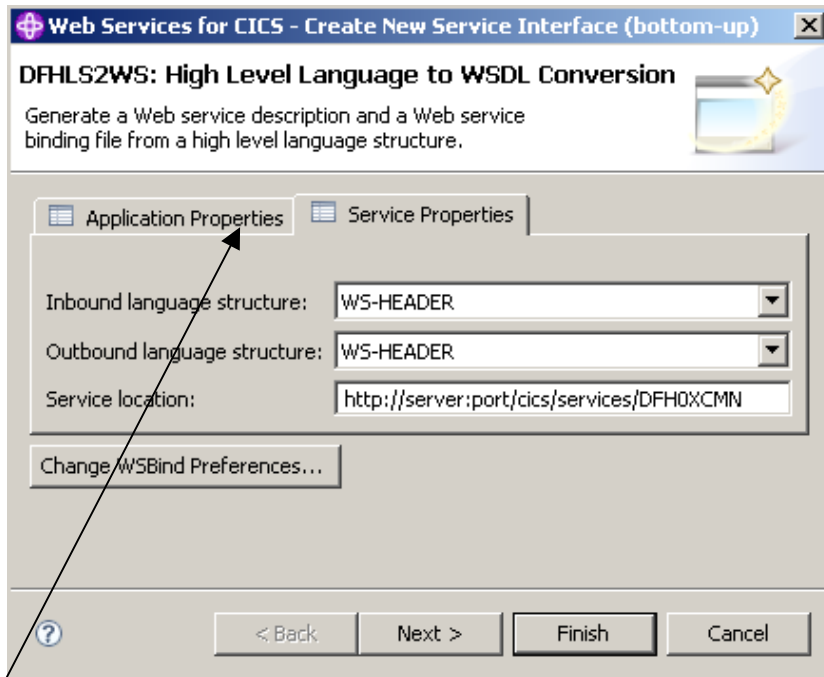 Web Services for CICS - Create New Service Interface (bottom-up)
DFHLS2WS: High Level Language to WSDL Conversion
Generate a Web service description and a Web service
binding file from a high level language structure.
Application Properties Service Properties
Inbound language structure: WS-HEADER
Outbound language structure: WS-HEADER
Service location: http://server:port/cics/services/DFH0XCMN
Change WSBind Preferences...
? < Back Next > Finish Cancel